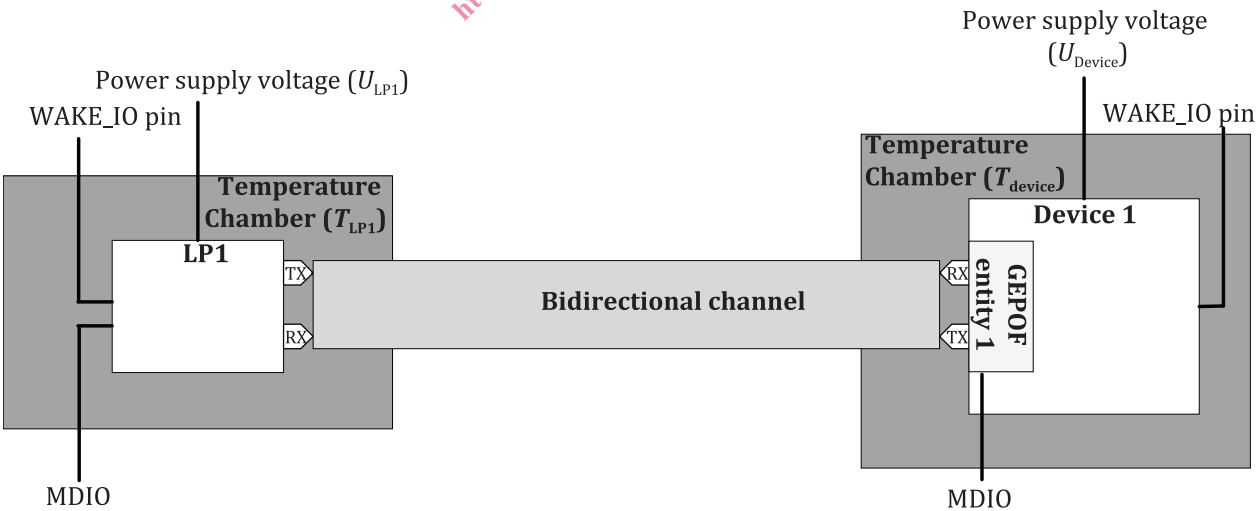 Power supply voltage
(U_Device)
WAKE_IO pin
Power supply voltage (U_LP1)
WAKE_IO pin
Temperature
Chamber (T_LP1)
LP1
TX
RX
MDIO
Bidirectional channel
Temperature
Chamber (T_device)
Device 1
RX
TX
GEPOF
entity 1
MDIO